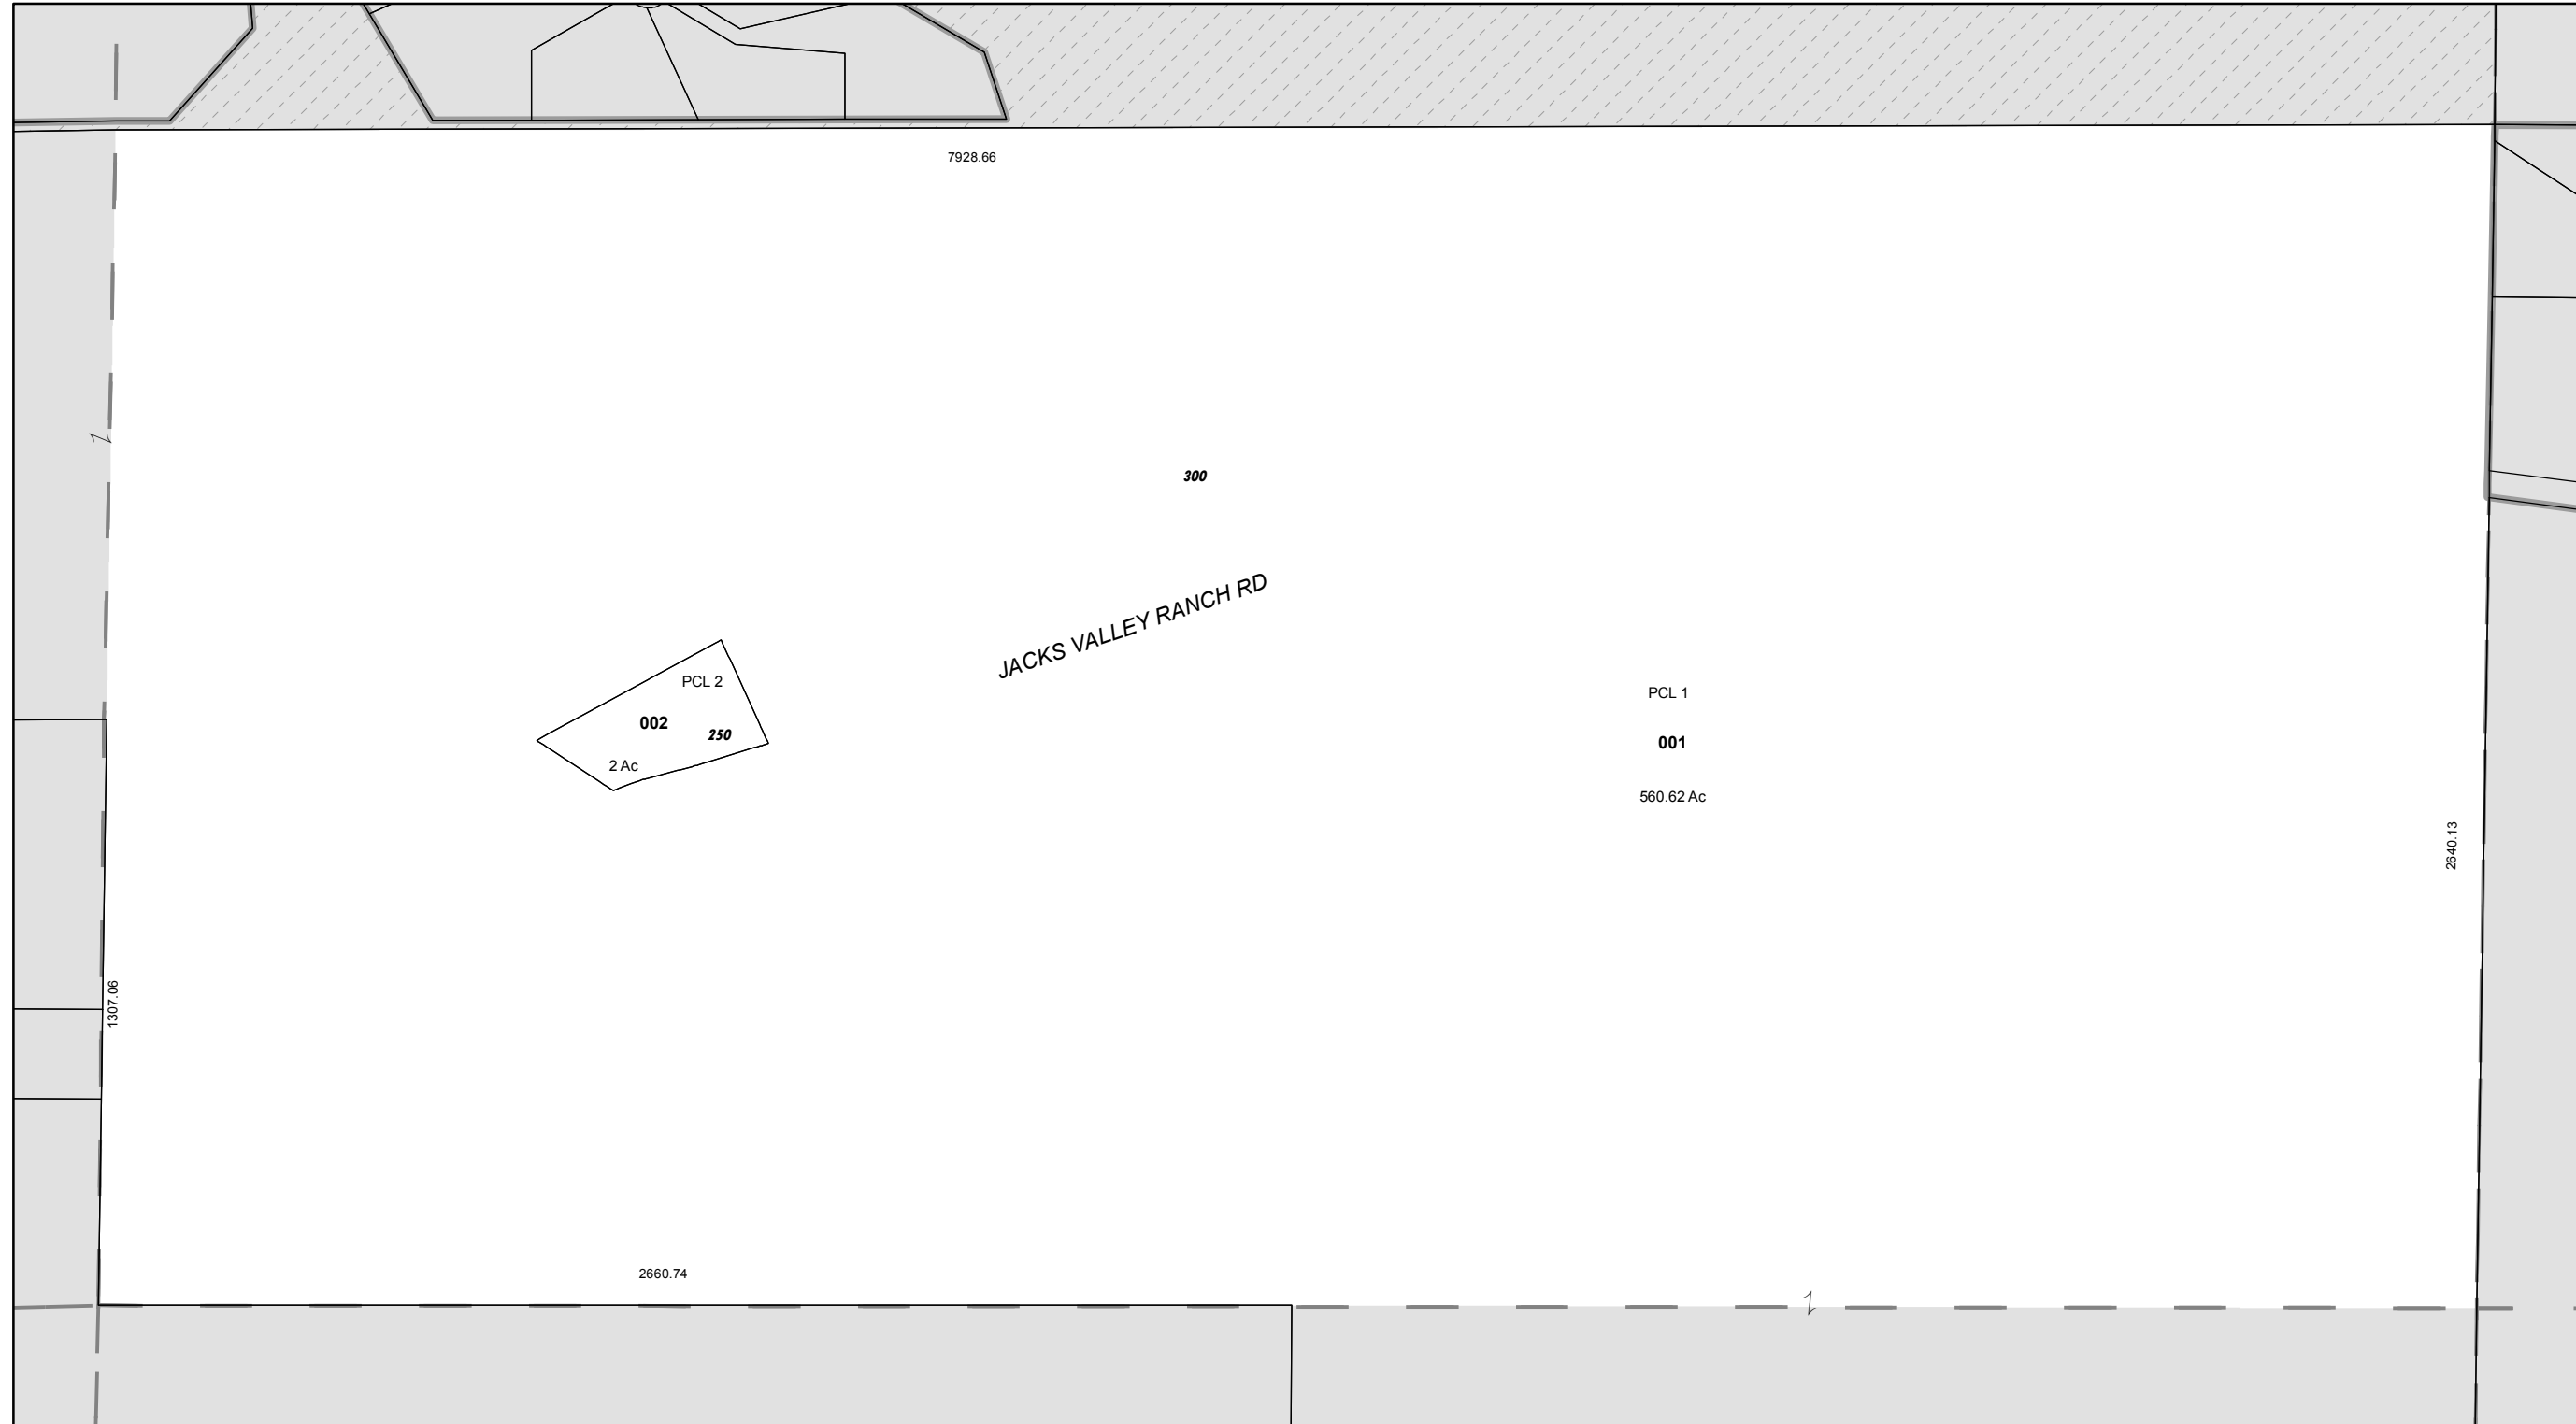 7928.66
300
JACKS VALLEY RANCH RD
PCL 2
002
250
2 Ac
PCL 1
001
560.62 Ac
2640.13
1307.06
2660.74